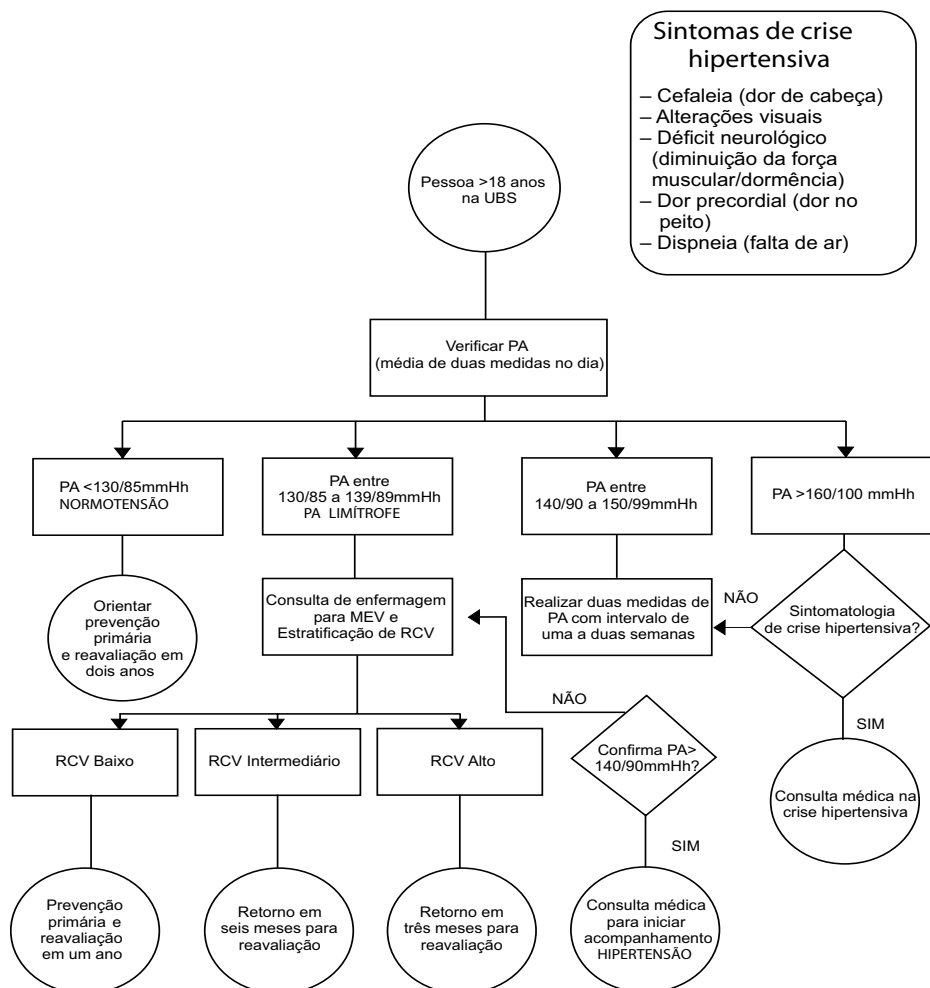 Sintomas de crise
hipertensiva
– Cefaleia (dor de cabeça)
– Alterações visuais
– Déficit neurológico
(diminuição da força
muscular/dormência)
– Dor precordial (dor no
peito)
– Dispneia (falta de ar)
Pessoa >18 anos
na UBS
Verificar PA
(média de duas medidas no dia)
PA <130/85mmHh
NORMOTENSÃO
PA entre
130/85 a 139/89mmHh
PA LIMÍTROFE
PA entre
140/90 a 150/99mmHh
PA >160/100 mmHh
Orientar
prevenção
primária
e reavaliação em
dois anos
Consulta de enfermagem
para MEV e
Estratificação de RCV
Realizar duas medidas de
PA com intervalo de
uma a duas semanas
NÃO
Sintomatologia
de crise hipertensiva?
NÃO
SIM
RCV Baixo
RCV Intermediário
RCV Alto
Confirma PA>
140/90mmHh?
Consulta médica na
crise hipertensiva
SIM
Prevenção
primária e
reavaliação
em um ano
Retorno em
seis meses para
reavaliação
Retorno em
três meses para
reavaliação
Consulta médica
para iniciar
acompanhamento
HIPERTENSÃO